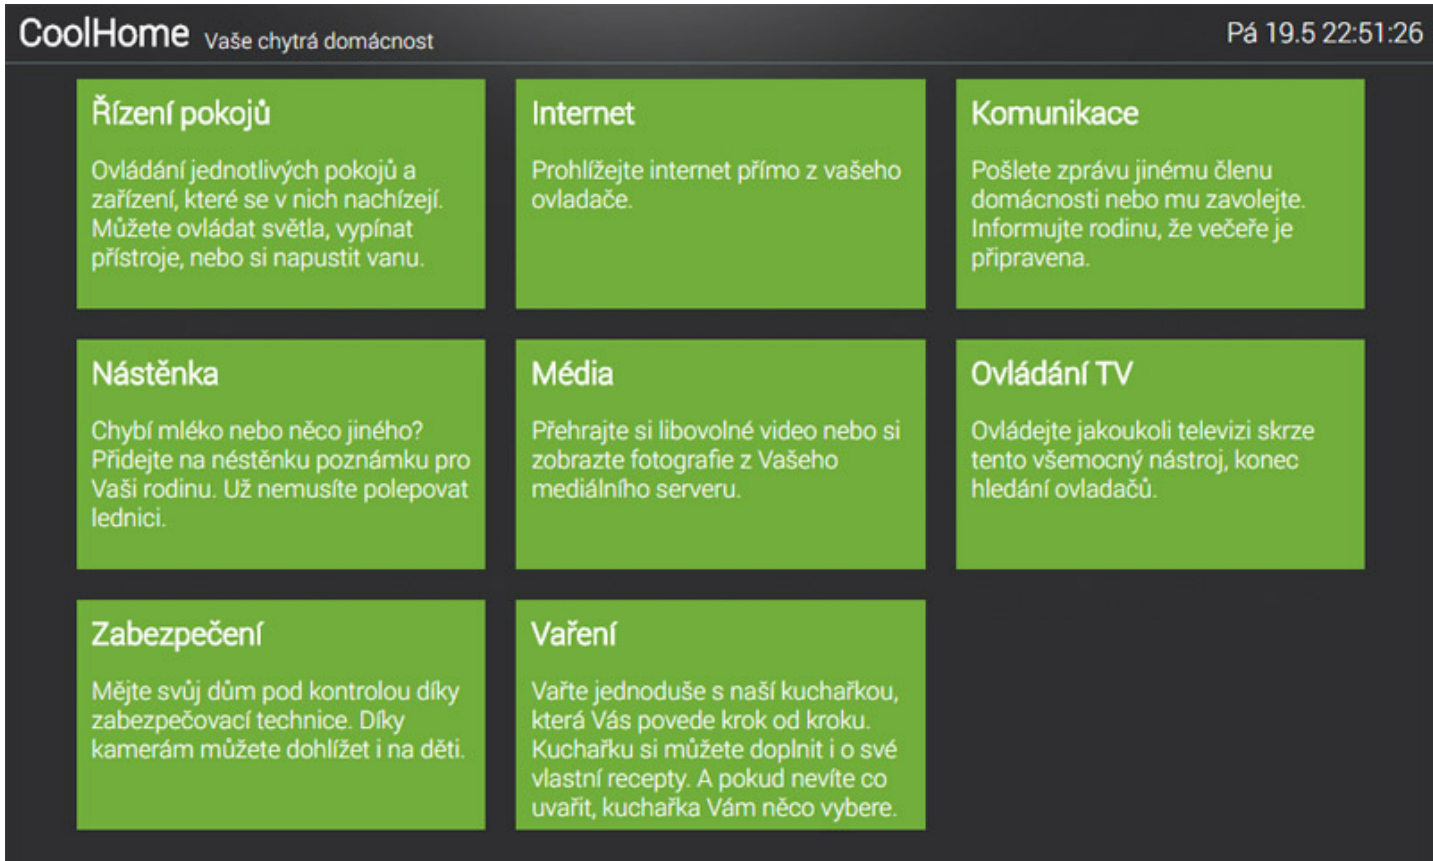 CoolHome Vaše chytrá domácnost
Pá 19.5 22:51:26
Řízení pokojů
Ovládání jednotlivých pokojů a
zařízení, které se v nich nachízejí.
Můžete ovládat světla, vypínat
přístroje, nebo si napustit vanu.
Internet
Prohlížejte internet přímo z vašeho
ovladače.
Komunikace
Pošlete zprávu jinému členu
domácnosti nebo mu zavolejte.
Informujte rodinu, že večeře je
připravena.
Nástěnka
Chybí mléko nebo něco jiného?
Přidejte na néstěnku poznámku pro
Vaši rodinu. Už nemusíte polepovat
lednici.
Média
Přehrajte si libovolné video nebo si
zobrazte fotografie z Vašeho
mediálního serveru.
Ovládání TV
Ovládejte jakoukoli televizi skrze
tento všemocný nástroj, konec
hledání ovladačů.
Zabezpečení
Mějte svůj dům pod kontrolou díky
zabezpečovací technice. Díky
kamerám můžete dohlížet i na děti.
Vaření
Vařte jednoduše s naší kuchařkou,
která Vás povede krok od kroku.
Kuchařku si můžete doplnit i o své
vlastní recepty. A pokud nevíte co
uvařit, kuchařka Vám něco vybere.